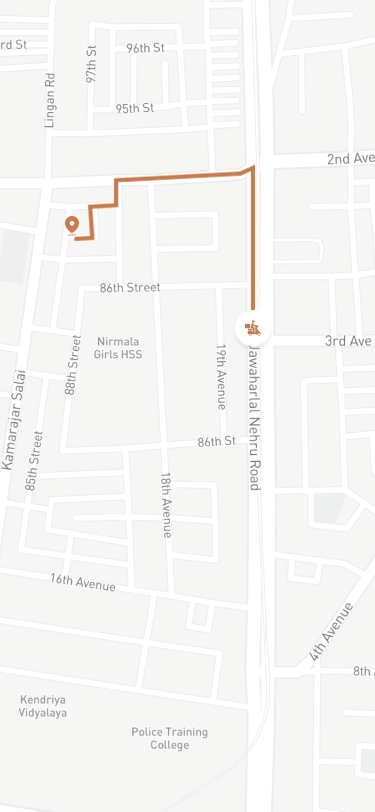 rd St
96th St
97th St
Lingan Rd
95th St
2nd Ave
86th Street
3rd Ave
Nirmala
Girls HSS
88th Street
19th Avenue
Jawaharlal Nehru Road
Kamarajar Salai
85th Street
86th St
18th Avenue
16th Avenue
4th Avenue
8th A
Kendriya
Vidyalaya
Police Training
College